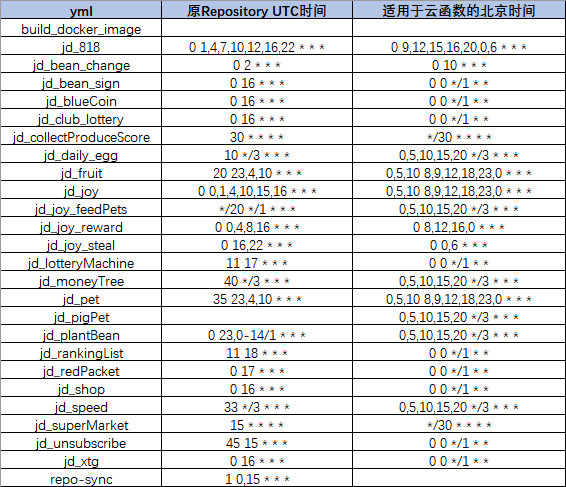 yml 原Repository UTC时间 适用于云函数的北京时间
build_docker_image
jd_818 0 1,4,7,10,12,16,22 * * * 0 9,12,15,16,20,0,6 * * *
jd_bean_change 0 2 * * * 0 10 * * *
jd_bean_sign 0 16 * * * 0 0 */1 * *
jd_blueCoin 0 16 * * * 0 0 */1 * *
jd_club_lottery 0 16 * * * 0 0 */1 * *
jd_collectProduceScore 30 * * * * */30 * * * *
jd_daily_egg 10 */3 * * * 0,5,10,15,20 */3 * * *
jd_fruit 20 23,4,10 * * * 0,5,10 8,9,12,18,23,0 * * *
jd_joy 0 0,1,4,10,15,16 * * * 0,5,10 8,9,12,18,23,0 * * *
jd_joy_feedPets */20 */1 * * * 0,5,10,15,20 */3 * * *
jd_joy_reward 0 0,4,8,16 * * * 0 8,12,16,0 * * *
jd_joy_steal 0 16,22 * * * 0 0,6 * * *
jd_lotteryMachine 11 17 * * * 0 0 */1 * *
jd_moneyTree 40 */3 * * * 0,5,10,15,20 */3 * * *
jd_pet 35 23,4,10 * * * 0,5,10 8,9,12,18,23,0 * * *
jd_pigPet 0,5,10,15,20 */3 * * *
jd_plantBean 0 23,0-14/1 * * * 0,5,10,15,20 */3 * * *
jd_rankingList 11 18 * * * 0 0 */1 * *
jd_redPacket 0 17 * * * 0 0 */1 * *
jd_shop 0 16 * * * 0 0 */1 * *
jd_speed 33 */3 * * * 0,5,10,15,20 */3 * * *
jd_superMarket 15 * * * * */30 * * * *
jd_unsubscribe 45 15 * * * 0 0 */1 * *
jd_xtg 0 16 * * * 0 0 */1 * *
repo-sync 1 0,15 * * *